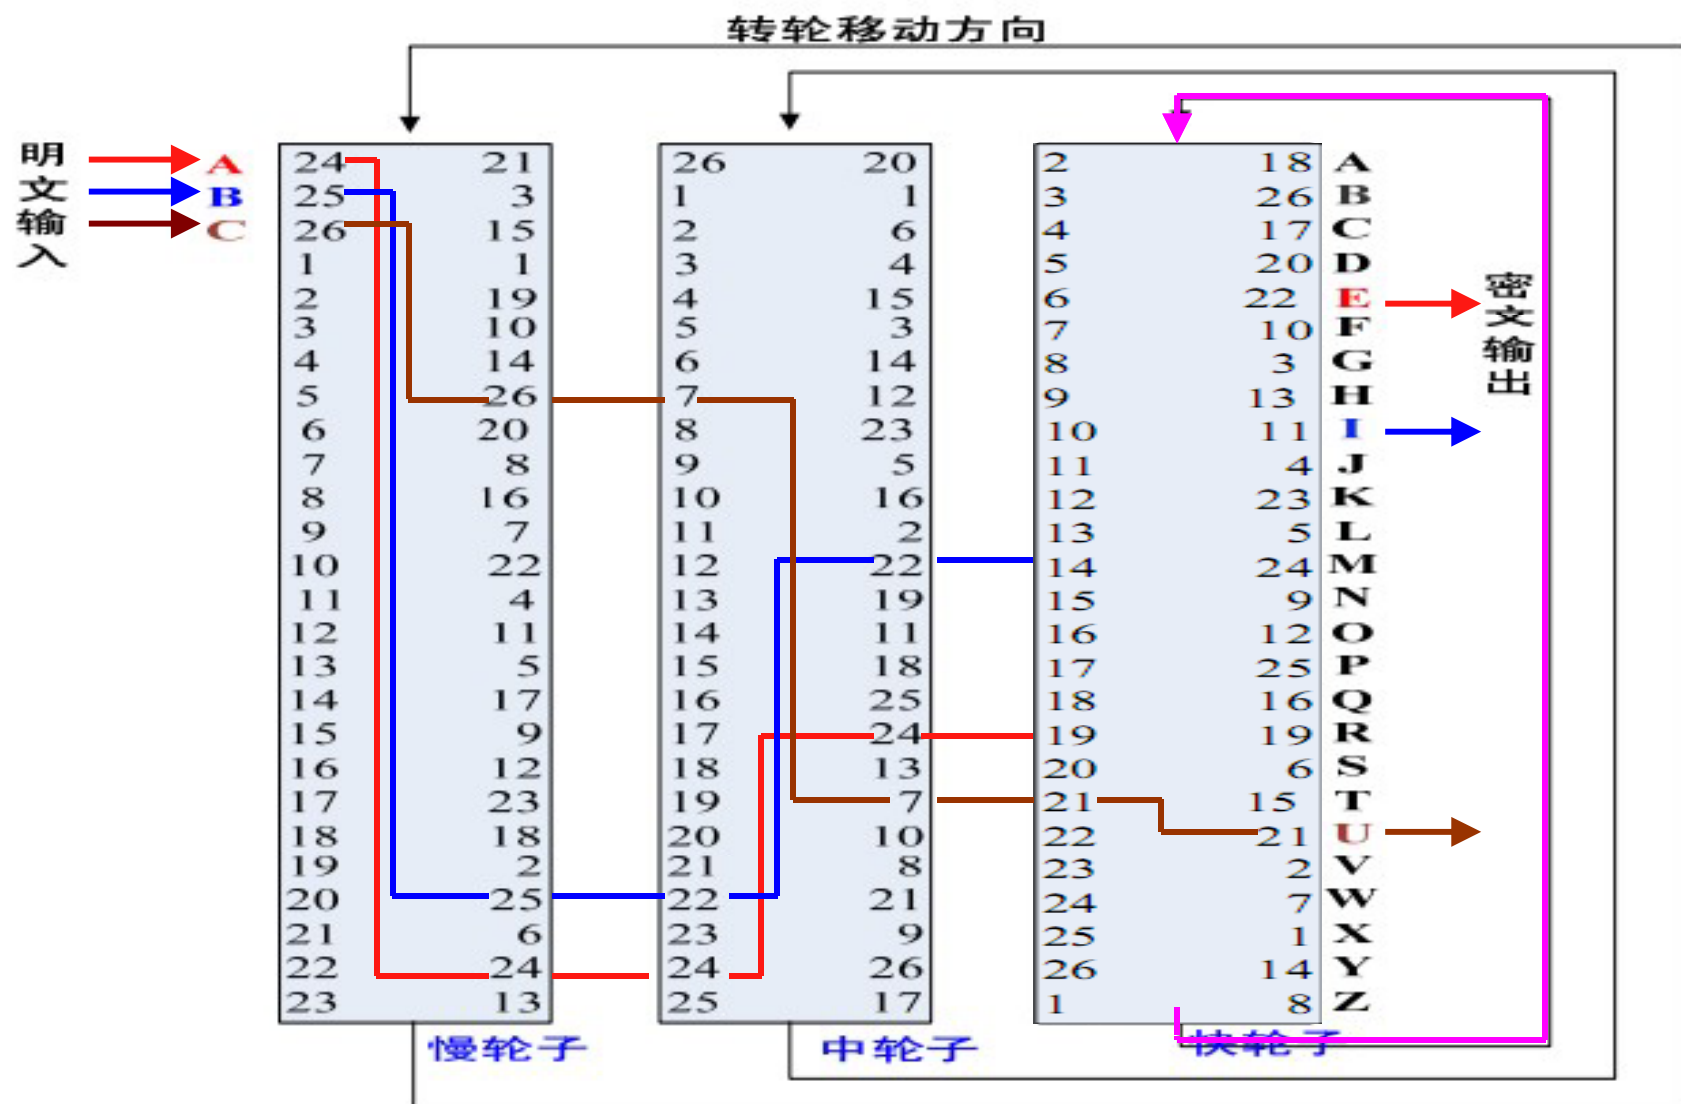 转轮移动方向
明文输入
A 24 21 26 20 2 18 A
B 25 3 1 1 3 26 B
C 26 15 2 6 4 17 C
1 1 3 4 5 20 D
2 19 4 15 6 22 E
3 10 5 3 7 10 F
4 14 6 14 8 3 G
5 26 7 12 9 13 H
6 20 8 23 10 11 I
7 8 9 5 11 4 J
8 16 10 16 12 23 K
9 7 11 2 13 5 L
10 22 12 22 14 24 M
11 4 13 19 15 9 N
12 11 14 11 16 12 O
13 5 15 18 17 25 P
14 17 16 25 18 16 Q
15 9 17 24 19 19 R
16 12 18 13 20 6 S
17 23 19 7 21 15 T
18 18 20 10 22 21 U
19 2 21 8 23 2 V
20 25 22 21 24 7 W
21 6 23 9 25 1 X
22 24 24 26 26 14 Y
23 13 25 17 1 8 Z
密文输出
慢轮子 中轮子 快轮子